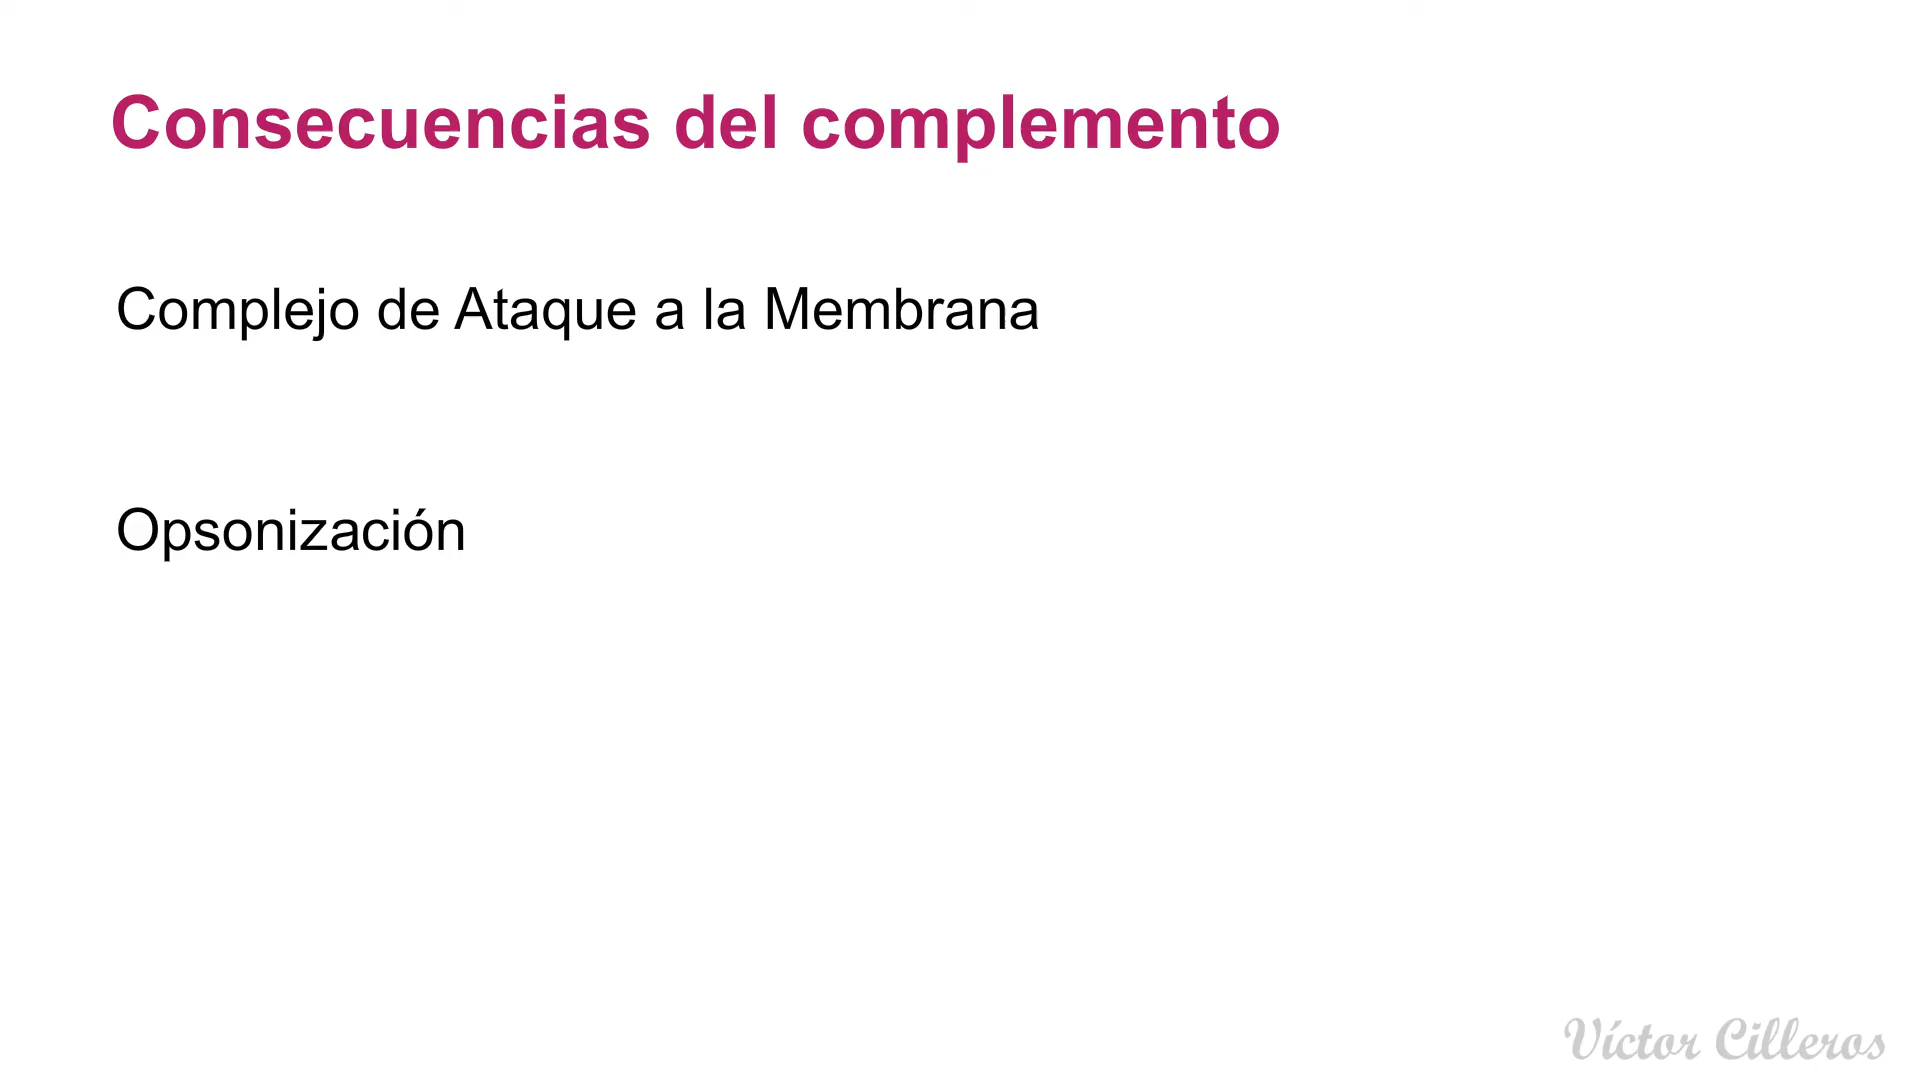 Consecuencias del complemento
Complejo de Ataque a la Membrana
Opsonización
Víctor Cilleros